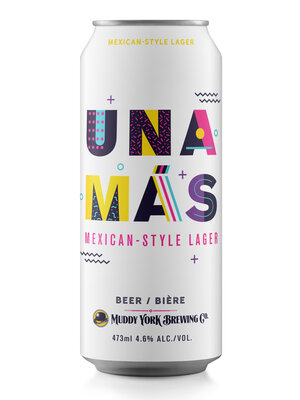 MEXICAN-STYLE LAGER
UNA
MÁS
MEXICAN-STYLE LAGER
BEER / BIÈRE
MUDDY YORK BREWING Co.
473ml 4.6% ALC./VOL.